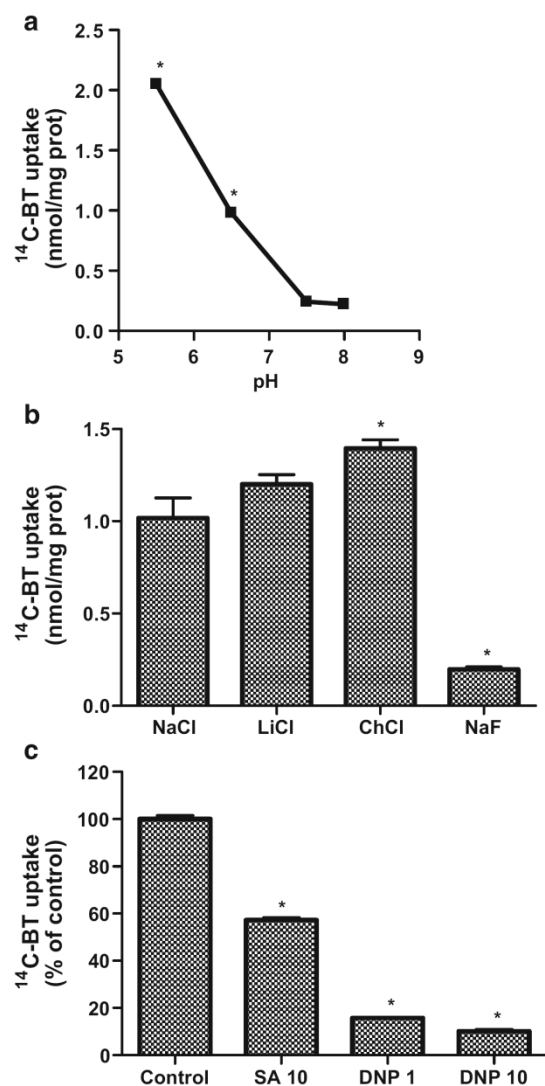 a
¹⁴C-BT uptake
(nmol/mg prot)
2.5
2.0
1.5
1.0
0.5
0.0
*
*
5 6 7 8 9
pH
b
¹⁴C-BT uptake
(nmol/mg prot)
1.5
1.0
0.5
0.0
*
*
NaCl LiCl ChCl NaF
c
¹⁴C-BT uptake
(% of control)
120
100
80
60
40
20
0
*
*
*
Control SA 10 DNP 1 DNP 10